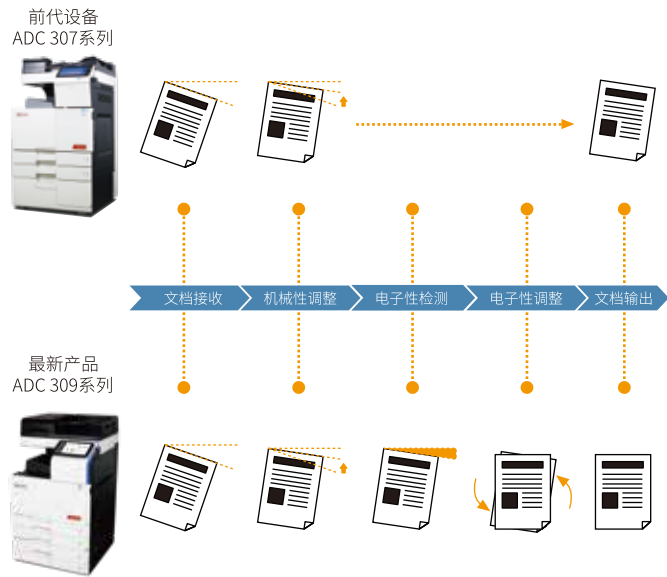 前代设备
ADC 307系列
文档接收
机械性调整
电子性检测
电子性调整
文档输出
最新产品
ADC 309系列